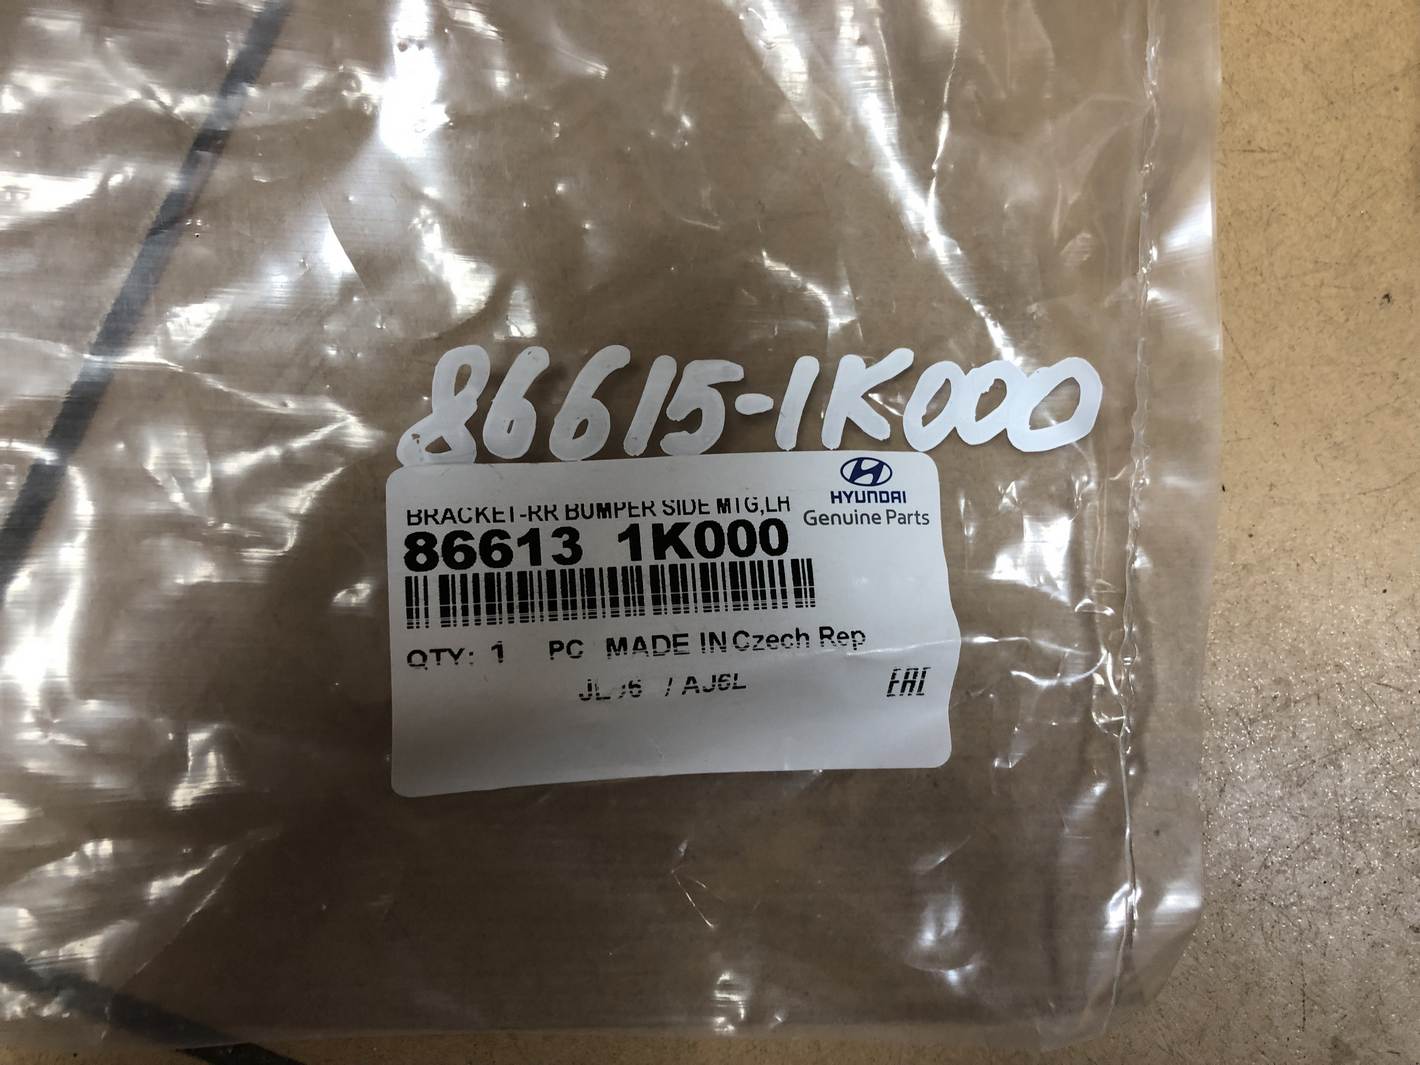 86615-1K000
HYUNDAI
BRACKET-RR BUMPER SIDE MTG,LH
Genuine Parts
86613 1K000
QTY: 1 PC MADE IN Czech Rep
/ AJ6L
EAC